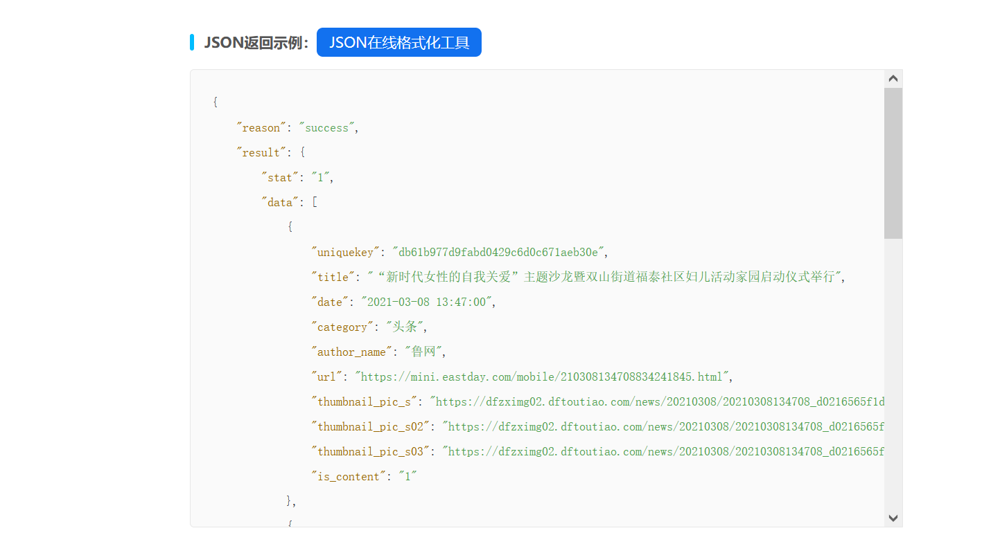 JSON返回示例： JSON在线格式化工具
{
"reason": "success",
"result": {
"stat": "1",
"data": [
{
"uniquekey": "db61b977d9fabd0429c6d0c671aeb30e",
"title": "“新时代女性的自我关爱”主题沙龙暨双山街道福泰社区妇儿活动家园启动仪式举行",
"date": "2021-03-08 13:47:00",
"category": "头条",
"author_name": "鲁网",
"url": "https://mini.eastday.com/mobile/210308134708834241845.html",
"thumbnail_pic_s": "https://dfzximg02.dftoutiao.com/news/20210308/20210308134708_d0216565f1d
"thumbnail_pic_s02": "https://dfzximg02.dftoutiao.com/news/20210308/20210308134708_d0216565f
"thumbnail_pic_s03": "https://dfzximg02.dftoutiao.com/news/20210308/20210308134708_d0216565f
"is_content": "1"
},
{